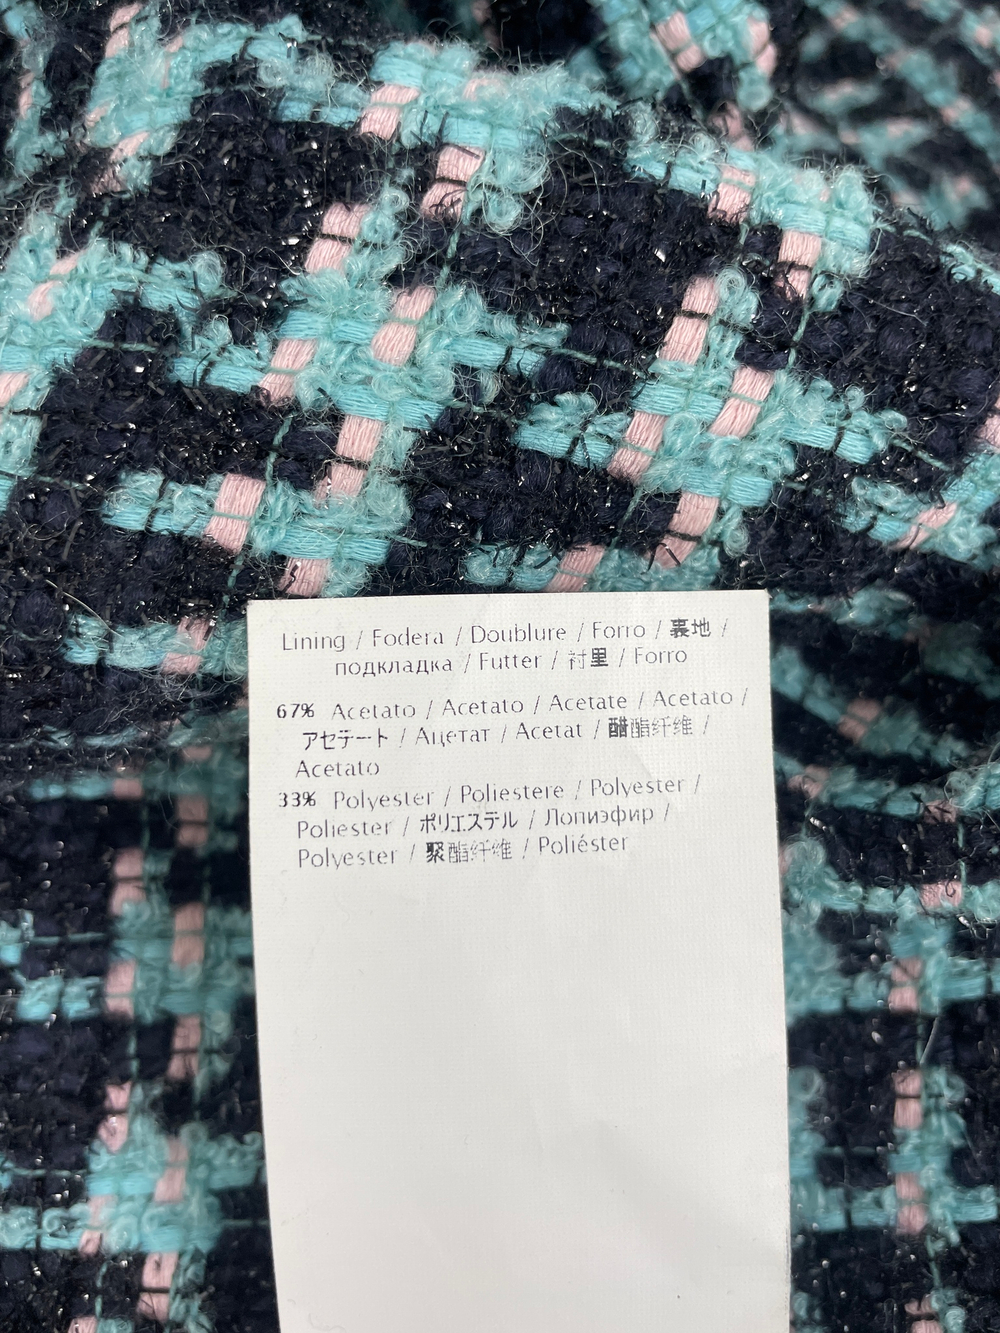 Lining / Fodera / Doublure / Forro / 裏地 /
подкладка / Futter / 衬里 / Forro
67% Acetato / Acetato / Acetate / Acetato /
アセテート / Ацетат / Acetat / 醋酯纤维 /
Acetato
33% Polyester / Poliestere / Polyester /
Poliester / ポリエステル / Полиэфир /
Polyester / 聚酯纤维 / Poliéster